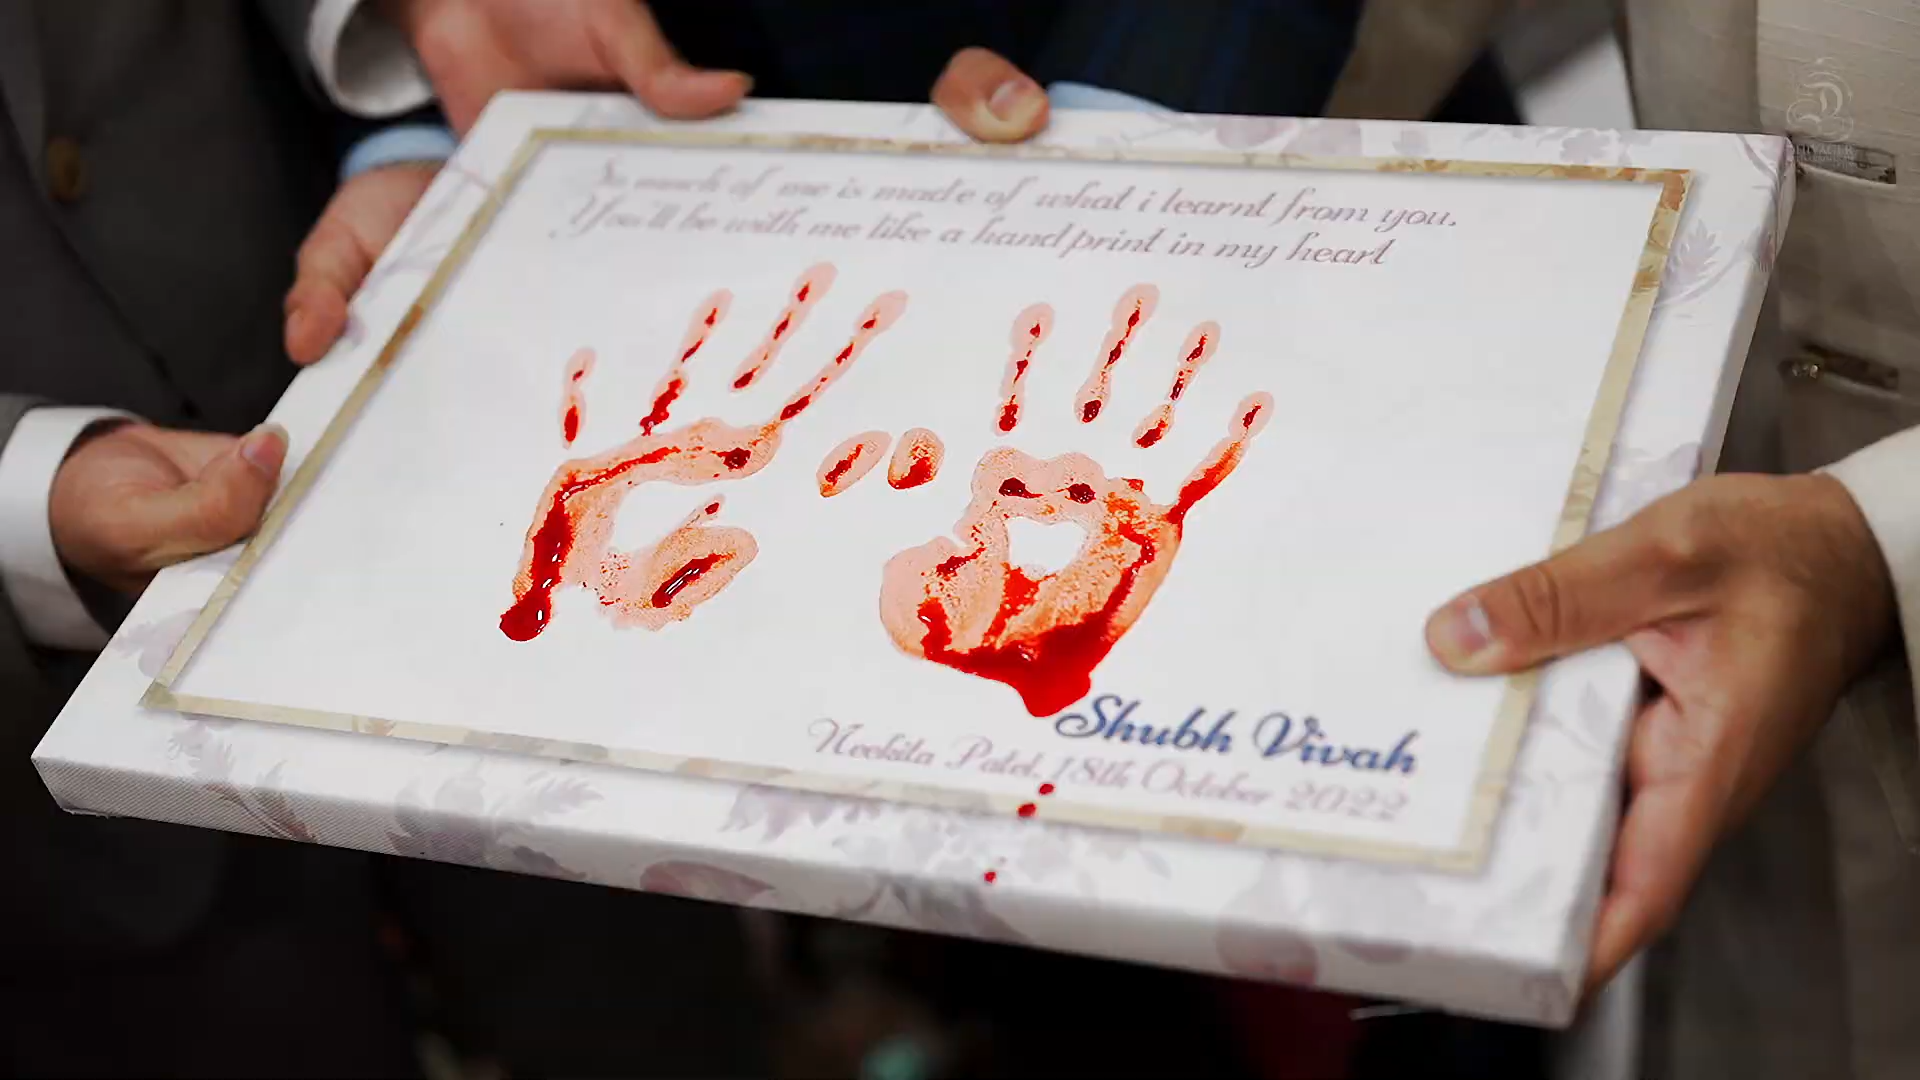 So much of me is made of what i learnt from you.
You'll be with me like a hand print in my heart
Shubh Vivah
Neekita Patel, 18th October 2022